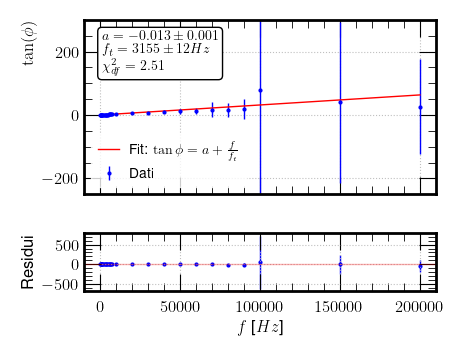 tan(ϕ)
200
0
−200
a = −0.013 ± 0.001
f_t = 3155 ± 12Hz
χ²_df = 2.51
Fit: tan ϕ = a + f/f_t
Dati
Residui
500
0
−500
0 50000 100000 150000 200000
f [Hz]